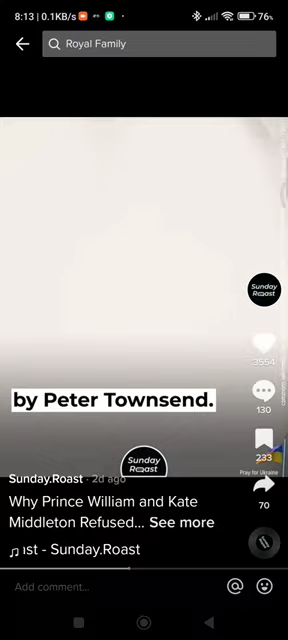 8:13 | 0.1KB/s
76%
Royal Family
Sunday
Roast
3554
by Peter Townsend.
130
Sunday
Roast
233
Pray for Ukraine
Sunday.Roast · 2d ago
Why Prince William and Kate
Middleton Refused... See more
70
ıst - Sunday.Roast
Add comment...